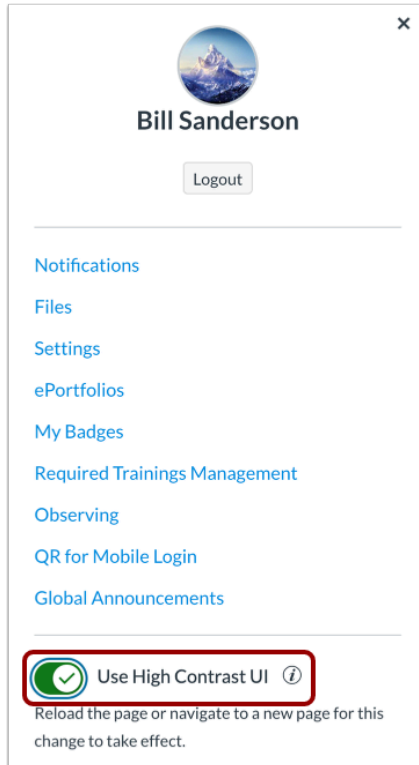 Bill Sanderson
Logout
Notifications
Files
Settings
ePortfolios
My Badges
Required Trainings Management
Observing
QR for Mobile Login
Global Announcements
Use High Contrast UI
Reload the page or navigate to a new page for this
change to take effect.